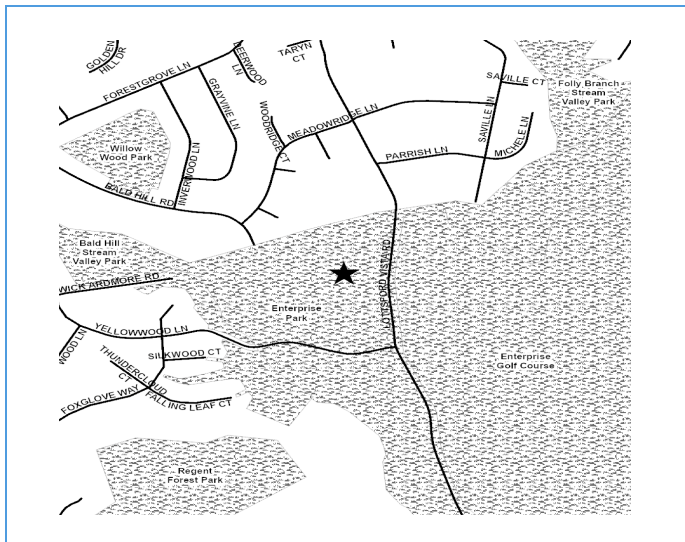 GOLDEN
HILL DR
FORESTGROVE LN
DEERWOOD
LN
TARYN
CT
GRAYVINE LN
WOODRIDGE CT
MEADOWRIDGE LN
SAVILLE CT
SAVILLE LN
Folly Branch
Stream
Valley Park
MICHELE LN
PARRISH LN
Willow
Wood Park
INVERWOOD LN
BALD HILL RD
Bald Hill
Stream
Valley Park
WICK ARDMORE RD
LOTTSFORD VISTA RD
Enterprise
Park
YELLOWWOOD LN
WOOD LN
SILKWOOD CT
THUNDERCLOUD
CT
FOXGLOVE WAY
FALLING LEAF CT
Enterprise
Golf Course
Regent
Forest Park